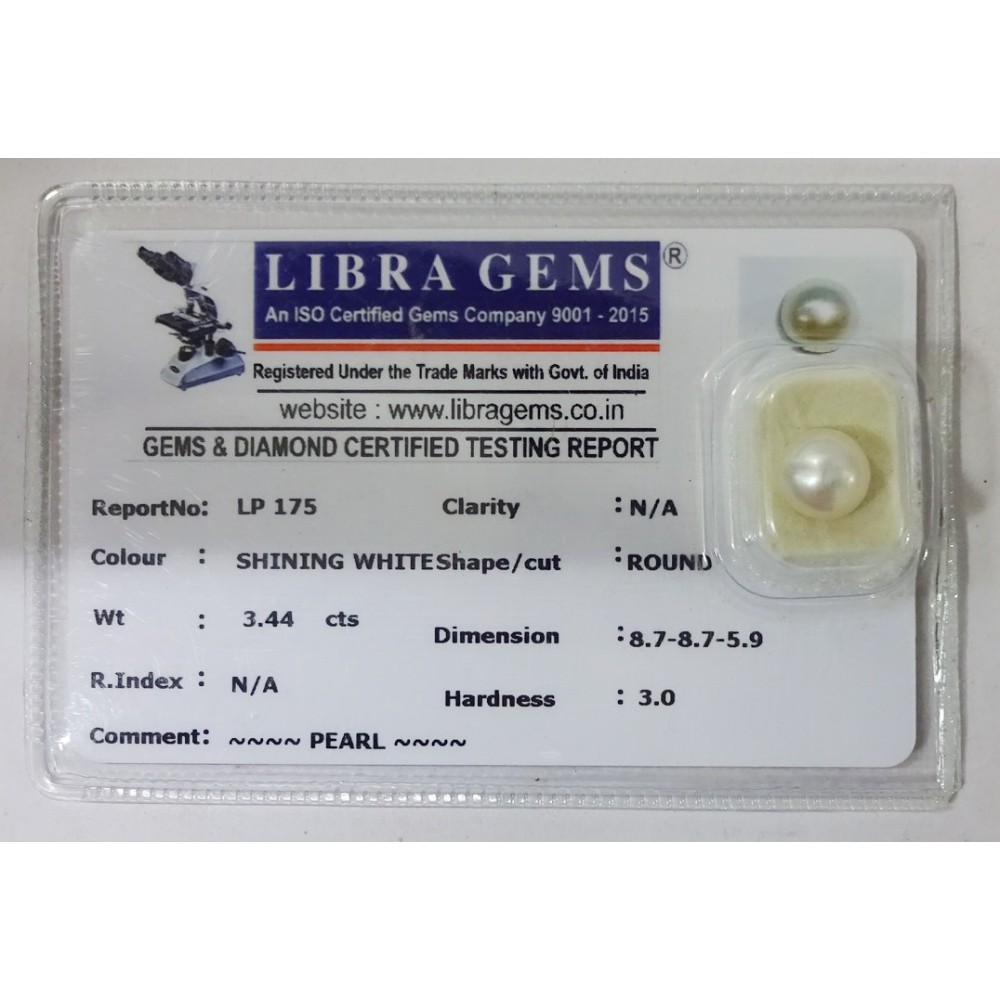 LIBRA GEMS ®
An ISO Certified Gems Company 9001 - 2015
Registered Under the Trade Marks with Govt. of India
website : www.libragems.co.in
GEMS & DIAMOND CERTIFIED TESTING REPORT
ReportNo: LP 175 Clarity : N/A
Colour : SHINING WHITE Shape/cut : ROUND
Wt : 3.44 cts Dimension : 8.7-8.7-5.9
R.Index : N/A Hardness : 3.0
Comment: ~~~~ PEARL ~~~~